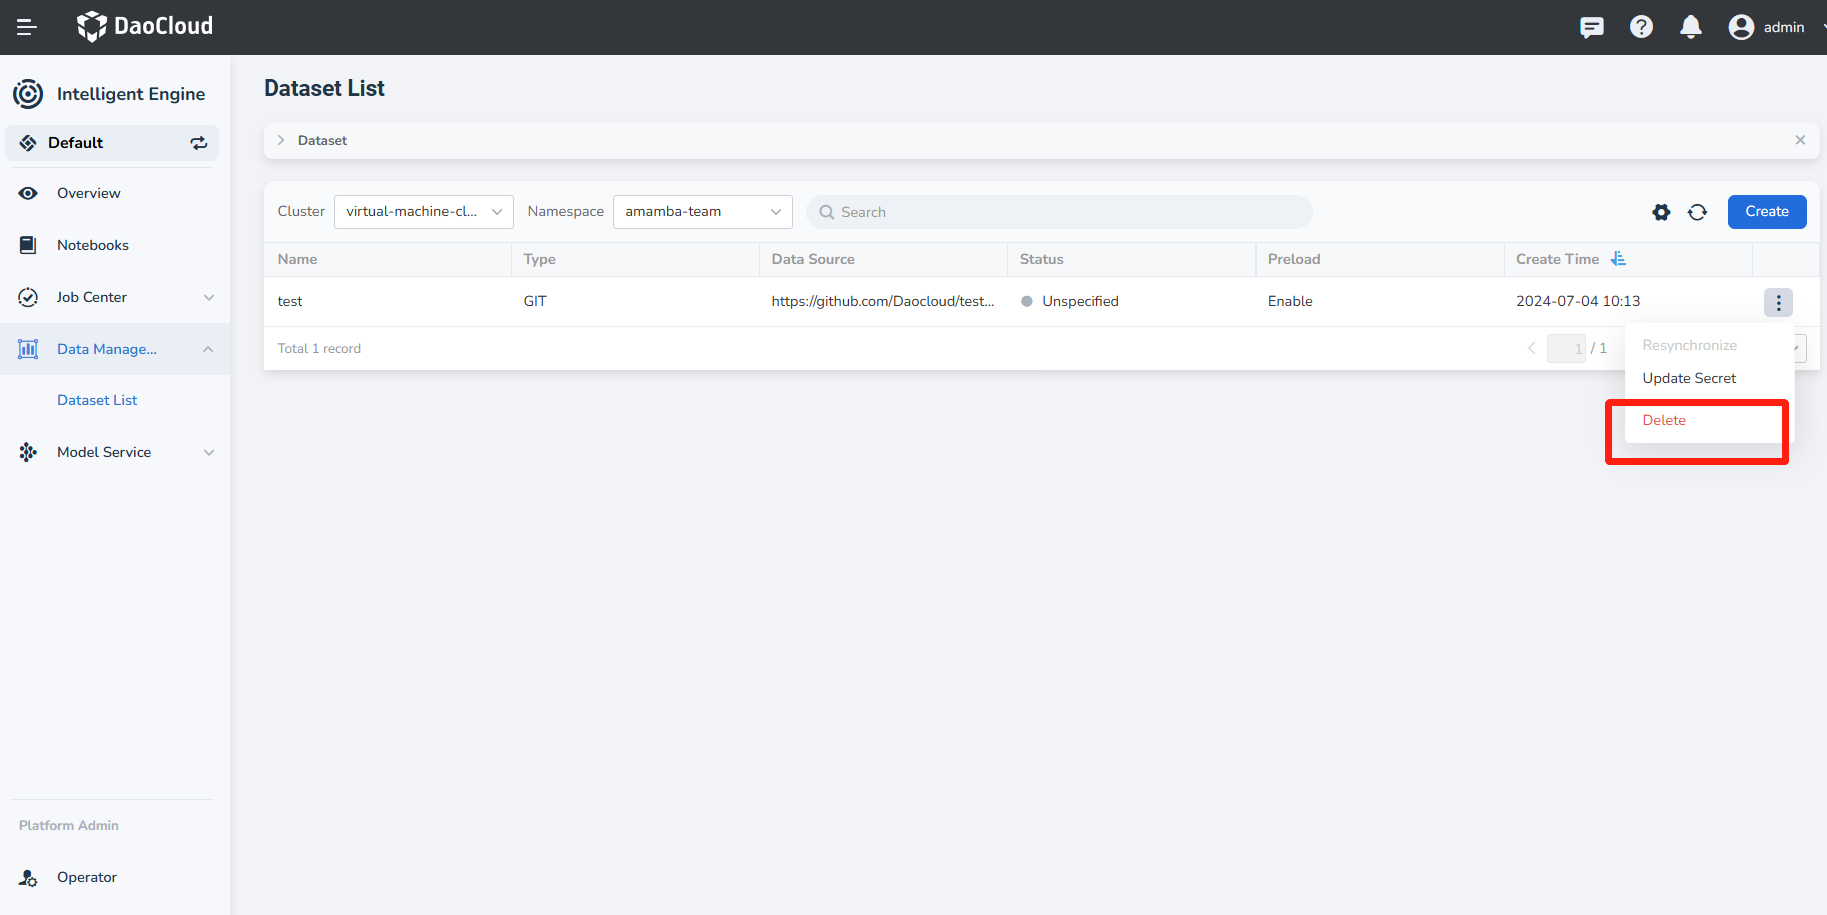 DaoCloud
admin
Intelligent Engine
Default
Overview
Notebooks
Job Center
Data Manage...
Dataset List
Model Service
Platform Admin
Operator
Dataset List
Dataset
Cluster virtual-machine-cl... Namespace amamba-team Search Create
Name Type Data Source Status Preload Create Time
test GIT https://github.com/Daocloud/test... Unspecified Enable 2024-07-04 10:13
Total 1 record 1 / 1
Resynchronize
Update Secret
Delete